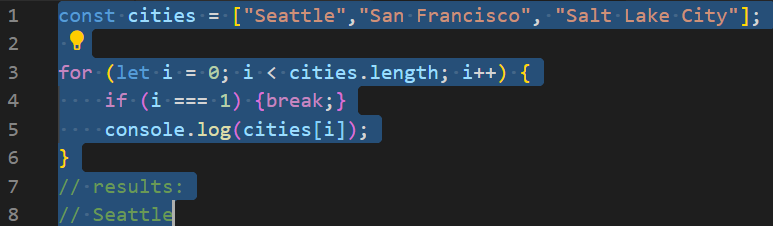 1 const cities = ["Seattle","San Francisco", "Salt Lake City"];
2
3 for (let i = 0; i < cities.length; i++) {
4     if (i === 1) {break;}
5     console.log(cities[i]);
6 }
7 // results:
8 // Seattle